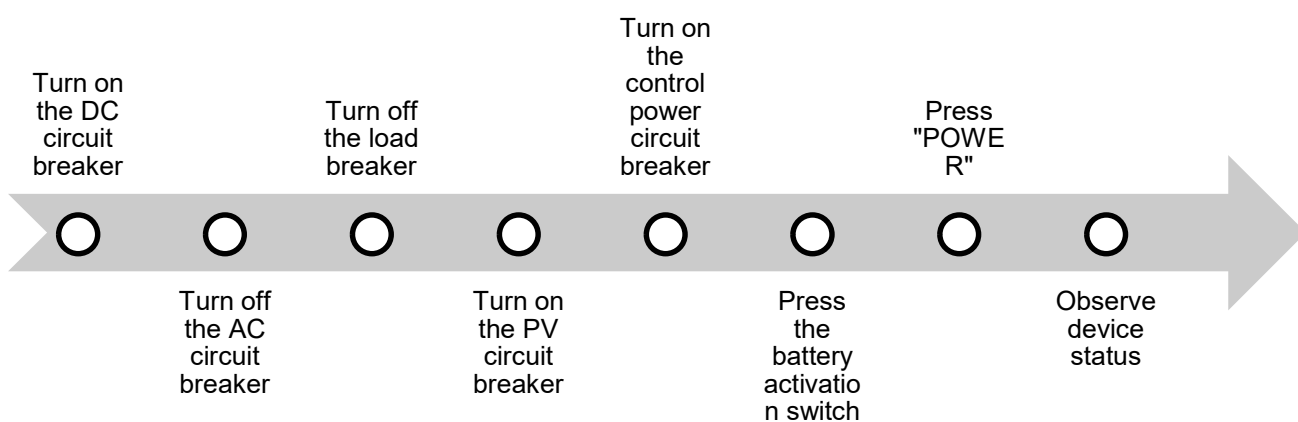 Turn on
the DC
circuit
breaker
Turn off
the AC
circuit
breaker
Turn off
the load
breaker
Turn on
the PV
circuit
breaker
Turn on
the
control
power
circuit
breaker
Press
the
battery
activatio
n switch
Press
"POWE
R"
Observe
device
status